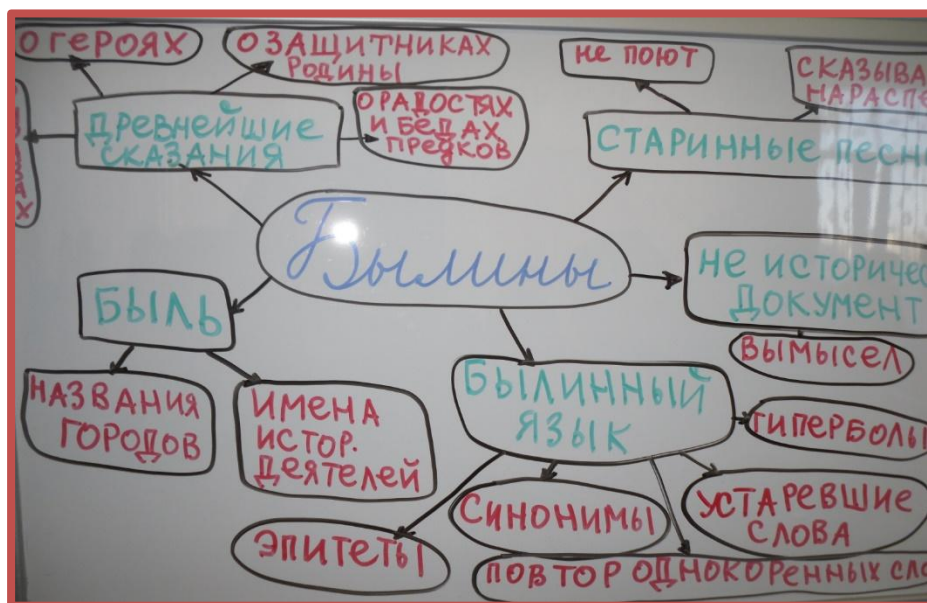 О ГЕРОЯХ
О ЗАЩИТНИКАХ
РОДИНЫ
ДРЕВНЕЙШИЕ
СКАЗАНИЯ
О РАДОСТЯХ
И БЕДАХ
ПРЕДКОВ
НЕ ПОЮТ
СТАРИННЫЕ
Былины
НЕ
ДОКУМЕНТ
ВЫМЫСЕЛ
БЫЛЬ
НАЗВАНИЯ
ГОРОДОВ
ИМЕНА
ИСТОР.
ДЕЯТЕЛЕЙ
БЫЛИННЫЙ
ЯЗЫК
ГИПЕРБОЛЫ
УСТАРЕВШИЕ
СЛОВА
СИНОНИМЫ
ЭПИТЕТЫ
ПОВТОР ОДНОКОРЕННЫХ